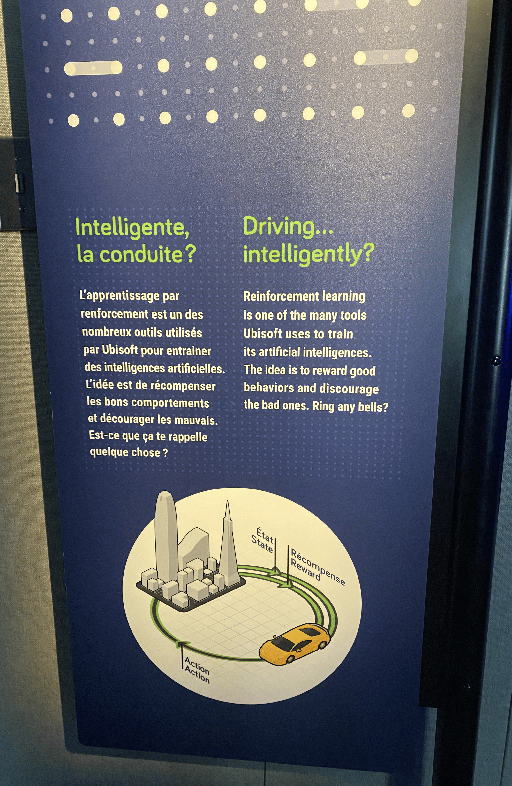 Intelligente,
la conduite?
L'apprentissage par
renforcement est un des
nombreux outils utilisés
par Ubisoft pour entrainer
des intelligences artificielles.
L'idée est de récompenser
les bons comportements
et décourager les mauvais.
Est-ce que ça te rappelle
quelque chose ?
Driving...
intelligently?
Reinforcement learning
is one of the many tools
Ubisoft uses to train
its artificial intelligences.
The idea is to reward good
behaviors and discourage
the bad ones. Ring any bells?
État
State
Récompense
Reward
Action
Action